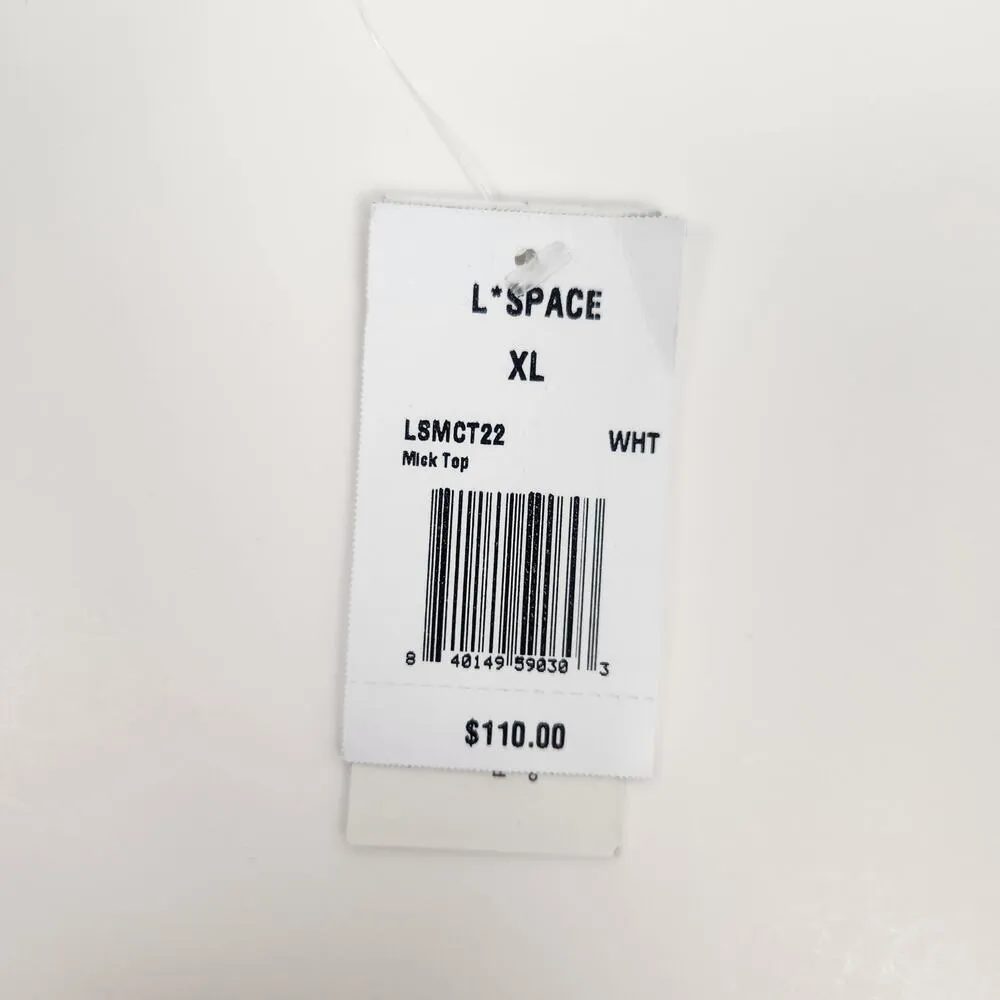 L*SPACE
XL
LSMCT22 WHT
Mick Top
8 40149 59030 3
$110.00